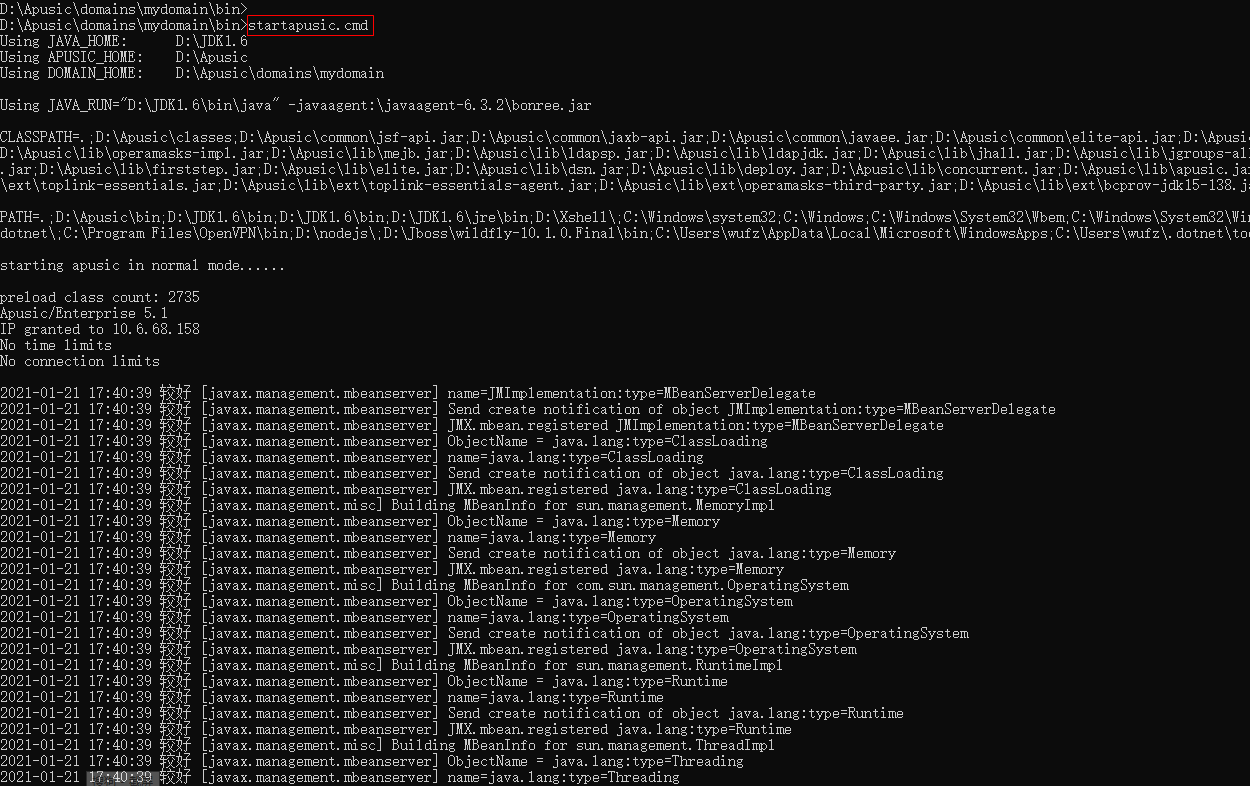 D:\Apusic\domains\mydomain\bin>
D:\Apusic\domains\mydomain\bin>startapusic.cmd
Using JAVA_HOME:      D:\JDK1.6
Using APUSIC_HOME:    D:\Apusic
Using DOMAIN_HOME:    D:\Apusic\domains\mydomain
Using JAVA_RUN="D:\JDK1.6\bin\java" -javaagent:\javaagent-6.3.2\bonree.jar
CLASSPATH=.;D:\Apusic\classes;D:\Apusic\common\jsf-api.jar;D:\Apusic\common\jaxb-api.jar;D:\Apusic\common\javaee.jar;D:\Apusic\common\elite-api.jar;D:\Apusi
D:\Apusic\lib\operamasks-impl.jar;D:\Apusic\lib\mejb.jar;D:\Apusic\lib\ldapsp.jar;D:\Apusic\lib\ldapjdk.jar;D:\Apusic\lib\jhall.jar;D:\Apusic\lib\jgroups-al
.jar;D:\Apusic\lib\firststep.jar;D:\Apusic\lib\elite.jar;D:\Apusic\lib\dsn.jar;D:\Apusic\lib\deploy.jar;D:\Apusic\lib\concurrent.jar;D:\Apusic\lib\apusic.jar
\ext\toplink-essentials.jar;D:\Apusic\lib\ext\toplink-essentials-agent.jar;D:\Apusic\lib\ext\operamasks-third-party.jar;D:\Apusic\lib\ext\bcprov-jdk15-138.j
PATH=.;D:\Apusic\bin;D:\JDK1.6\bin;D:\JDK1.6\bin;D:\JDK1.6\jre\bin;D:\Xshell\;C:\Windows\system32;C:\Windows;C:\Windows\System32\Wbem;C:\Windows\System32\Wi
dotnet\;C:\Program Files\OpenVPN\bin;D:\nodejs\;D:\Jboss\wildfly-10.1.0.Final\bin;C:\Users\wufz\AppData\Local\Microsoft\WindowsApps;C:\Users\wufz\.dotnet\too
starting apusic in normal mode......
preload class count: 2735
Apusic/Enterprise 5.1
IP granted to 10.6.68.158
No time limits
No connection limits
2021-01-21 17:40:39 较好 [javax.management.mbeanserver] name=JMImplementation:type=MBeanServerDelegate
2021-01-21 17:40:39 较好 [javax.management.mbeanserver] Send create notification of object JMImplementation:type=MBeanServerDelegate
2021-01-21 17:40:39 较好 [javax.management.mbeanserver] JMX.mbean.registered JMImplementation:type=MBeanServerDelegate
2021-01-21 17:40:39 较好 [javax.management.mbeanserver] ObjectName = java.lang:type=ClassLoading
2021-01-21 17:40:39 较好 [javax.management.mbeanserver] name=java.lang:type=ClassLoading
2021-01-21 17:40:39 较好 [javax.management.mbeanserver] Send create notification of object java.lang:type=ClassLoading
2021-01-21 17:40:39 较好 [javax.management.mbeanserver] JMX.mbean.registered java.lang:type=ClassLoading
2021-01-21 17:40:39 较好 [javax.management.misc] Building MBeanInfo for sun.management.MemoryImpl
2021-01-21 17:40:39 较好 [javax.management.mbeanserver] ObjectName = java.lang:type=Memory
2021-01-21 17:40:39 较好 [javax.management.mbeanserver] name=java.lang:type=Memory
2021-01-21 17:40:39 较好 [javax.management.mbeanserver] Send create notification of object java.lang:type=Memory
2021-01-21 17:40:39 较好 [javax.management.mbeanserver] JMX.mbean.registered java.lang:type=Memory
2021-01-21 17:40:39 较好 [javax.management.misc] Building MBeanInfo for com.sun.management.OperatingSystem
2021-01-21 17:40:39 较好 [javax.management.mbeanserver] ObjectName = java.lang:type=OperatingSystem
2021-01-21 17:40:39 较好 [javax.management.mbeanserver] name=java.lang:type=OperatingSystem
2021-01-21 17:40:39 较好 [javax.management.mbeanserver] Send create notification of object java.lang:type=OperatingSystem
2021-01-21 17:40:39 较好 [javax.management.mbeanserver] JMX.mbean.registered java.lang:type=OperatingSystem
2021-01-21 17:40:39 较好 [javax.management.misc] Building MBeanInfo for sun.management.RuntimeImpl
2021-01-21 17:40:39 较好 [javax.management.mbeanserver] ObjectName = java.lang:type=Runtime
2021-01-21 17:40:39 较好 [javax.management.mbeanserver] name=java.lang:type=Runtime
2021-01-21 17:40:39 较好 [javax.management.mbeanserver] Send create notification of object java.lang:type=Runtime
2021-01-21 17:40:39 较好 [javax.management.mbeanserver] JMX.mbean.registered java.lang:type=Runtime
2021-01-21 17:40:39 较好 [javax.management.misc] Building MBeanInfo for sun.management.ThreadImpl
2021-01-21 17:40:39 较好 [javax.management.mbeanserver] ObjectName = java.lang:type=Threading
2021-01-21 17:40:39 较好 [javax.management.mbeanserver] name=java.lang:type=Threading